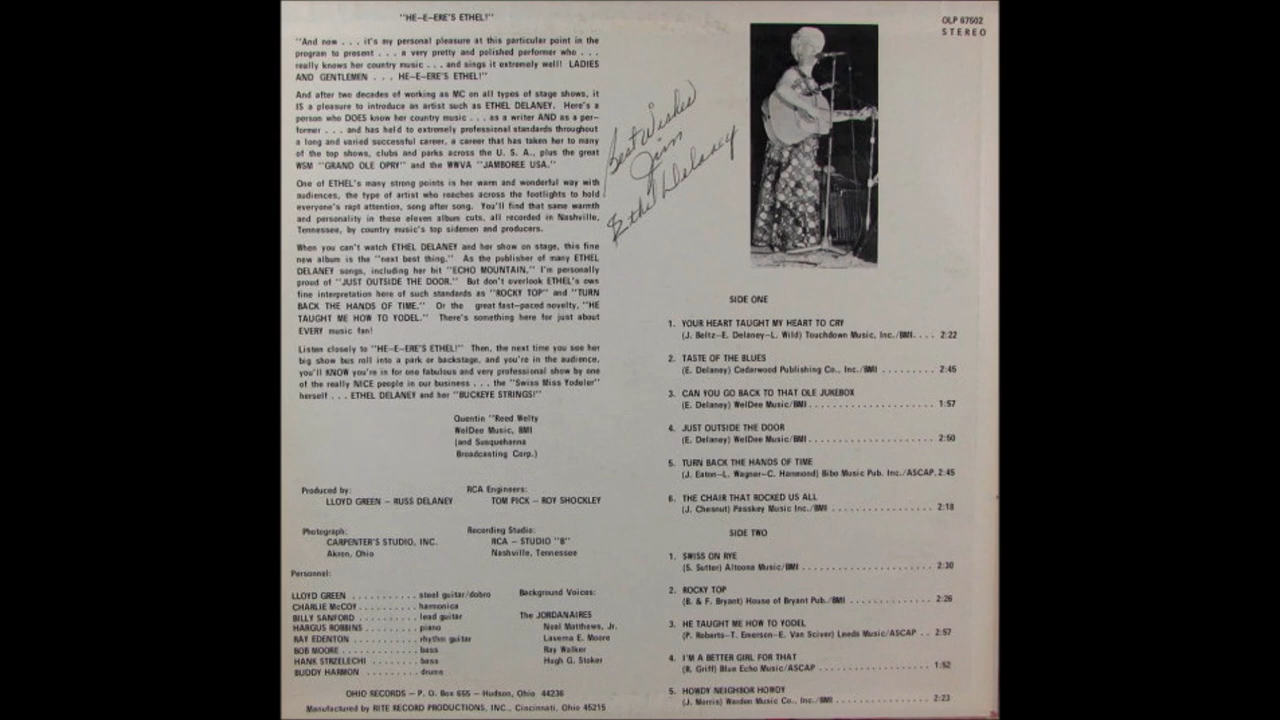 "HE-E-ERE'S ETHEL!"
"And now . . . it's my personal pleasure at this particular point in the
program to present . . . a very pretty and polished performer who . . .
really knows her country music . . . and sings it extremely well! LADIES
AND GENTLEMEN . . . HE-E-ERE'S ETHEL!"
And after two decades of working as MC on all types of stage shows, it
IS a pleasure to introduce an artist such as ETHEL DELANEY. Here's a
person who DOES know her country music . . . as a writer AND as a per-
former . . . and has held to extremely professional standards throughout
a long and varied successful career, a career that has taken her to many
of the top shows, clubs and parks across the U. S. A., plus the great
WSM "GRAND OLE OPRY" and the WWVA "JAMBOREE USA."
One of ETHEL's many strong points is her warm and wonderful way with
audiences, the type of artist who reaches across the footlights to hold
everyone's rapt attention, song after song. You'll find that same warmth
and personality in these eleven album cuts, all recorded in Nashville,
Tennessee, by country music's top sidemen and producers.
When you can't watch ETHEL DELANEY and her show on stage, this fine
new album is the "next best thing." As the publisher of many ETHEL
DELANEY songs, including her hit "ECHO MOUNTAIN," I'm personally
proud of "JUST OUTSIDE THE DOOR." But don't overlook ETHEL's own
fine interpretation here of such standards as "ROCKY TOP" and "TURN
BACK THE HANDS OF TIME." Or the great fast-paced novelty, "HE
TAUGHT ME HOW TO YODEL." There's something here for just about
EVERY music fan!
Listen closely to "HE-E-ERE'S ETHEL!" Then, the next time you see her
big show bus roll into a park or backstage, and you're in the audience,
you'll KNOW you're in for one fabulous and very professional show by one
of the really NICE people in our business . . . the "Swiss Miss Yodeler"
herself . . . ETHEL DELANEY and her "BUCKEYE STRINGS!"
Quentin "Reed Welty
WelDee Music, BMI
(and Susquehanna
Broadcasting Corp.)
Produced by:
LLOYD GREEN - RUSS DELANEY
RCA Engineers:
TOM PICK - ROY SHOCKLEY
Photograph:
CARPENTER'S STUDIO, INC.
Akron, Ohio
Recording Studio:
RCA - STUDIO "B"
Nashville, Tennessee
Personnel:
LLOYD GREEN . . . . . . . . . . steel guitar/dobro
CHARLIE McCOY . . . . . . . . . harmonica
BILLY SANFORD . . . . . . . . . lead guitar
HARGUS ROBBINS . . . . . . . . piano
RAY EDENTON . . . . . . . . . . rhythm guitar
BOB MOORE . . . . . . . . . . . bass
HANK STRZELECHI . . . . . . . bass
BUDDY HARMON . . . . . . . . . drums
Background Voices:
The JORDANAIRES
Neal Matthews, Jr.
Laverna E. Moore
Ray Walker
Hugh G. Stoker
OHIO RECORDS - P. O. Box 655 - Hudson, Ohio 44236
Manufactured by RITE RECORD PRODUCTIONS, INC., Cincinnati, Ohio 45215
Best Wishes
Jim
Ethel Delaney
OLP 67502
STEREO
SIDE ONE
1. YOUR HEART TAUGHT MY HEART TO CRY
(J. Beltz-E. Delaney-L. Wild) Touchdown Music, Inc./BMI. . . . 2:22
2. TASTE OF THE BLUES
(E. Delaney) Cedarwood Publishing Co., Inc./BMI . . . . . . . . . 2:45
3. CAN YOU GO BACK TO THAT OLE JUKEBOX
(E. Delaney) WelDee Music/BMI . . . . . . . . . . . . . . . . . . . 1:57
4. JUST OUTSIDE THE DOOR
(E. Delaney) WelDee Music/BMI . . . . . . . . . . . . . . . . . . . 2:50
5. TURN BACK THE HANDS OF TIME
(J. Eaton-L. Wagner-C. Hammond) Bibo Music Pub. Inc./ASCAP. 2:45
6. THE CHAIR THAT ROCKED US ALL
(J. Chesnut) Passkey Music Inc./BMI . . . . . . . . . . . . . . . 2:18
SIDE TWO
1. SWISS ON RYE
(S. Sutter) Altoona Music/BMI . . . . . . . . . . . . . . . . . . . 2:30
2. ROCKY TOP
(B. & F. Bryant) House of Bryant Pub./BMI . . . . . . . . . . . . 2:26
3. HE TAUGHT ME HOW TO YODEL
(P. Roberts-T. Emerson-E. Van Sciver) Leeds Music/ASCAP . . 2:57
4. I'M A BETTER GIRL FOR THAT
(R. Griff) Blue Echo Music/ASCAP . . . . . . . . . . . . . . . . . 1:52
5. HOWDY NEIGHBOR HOWDY
(J. Morris) Warden Music Co., Inc./BMI . . . . . . . . . . . . . . 2:23